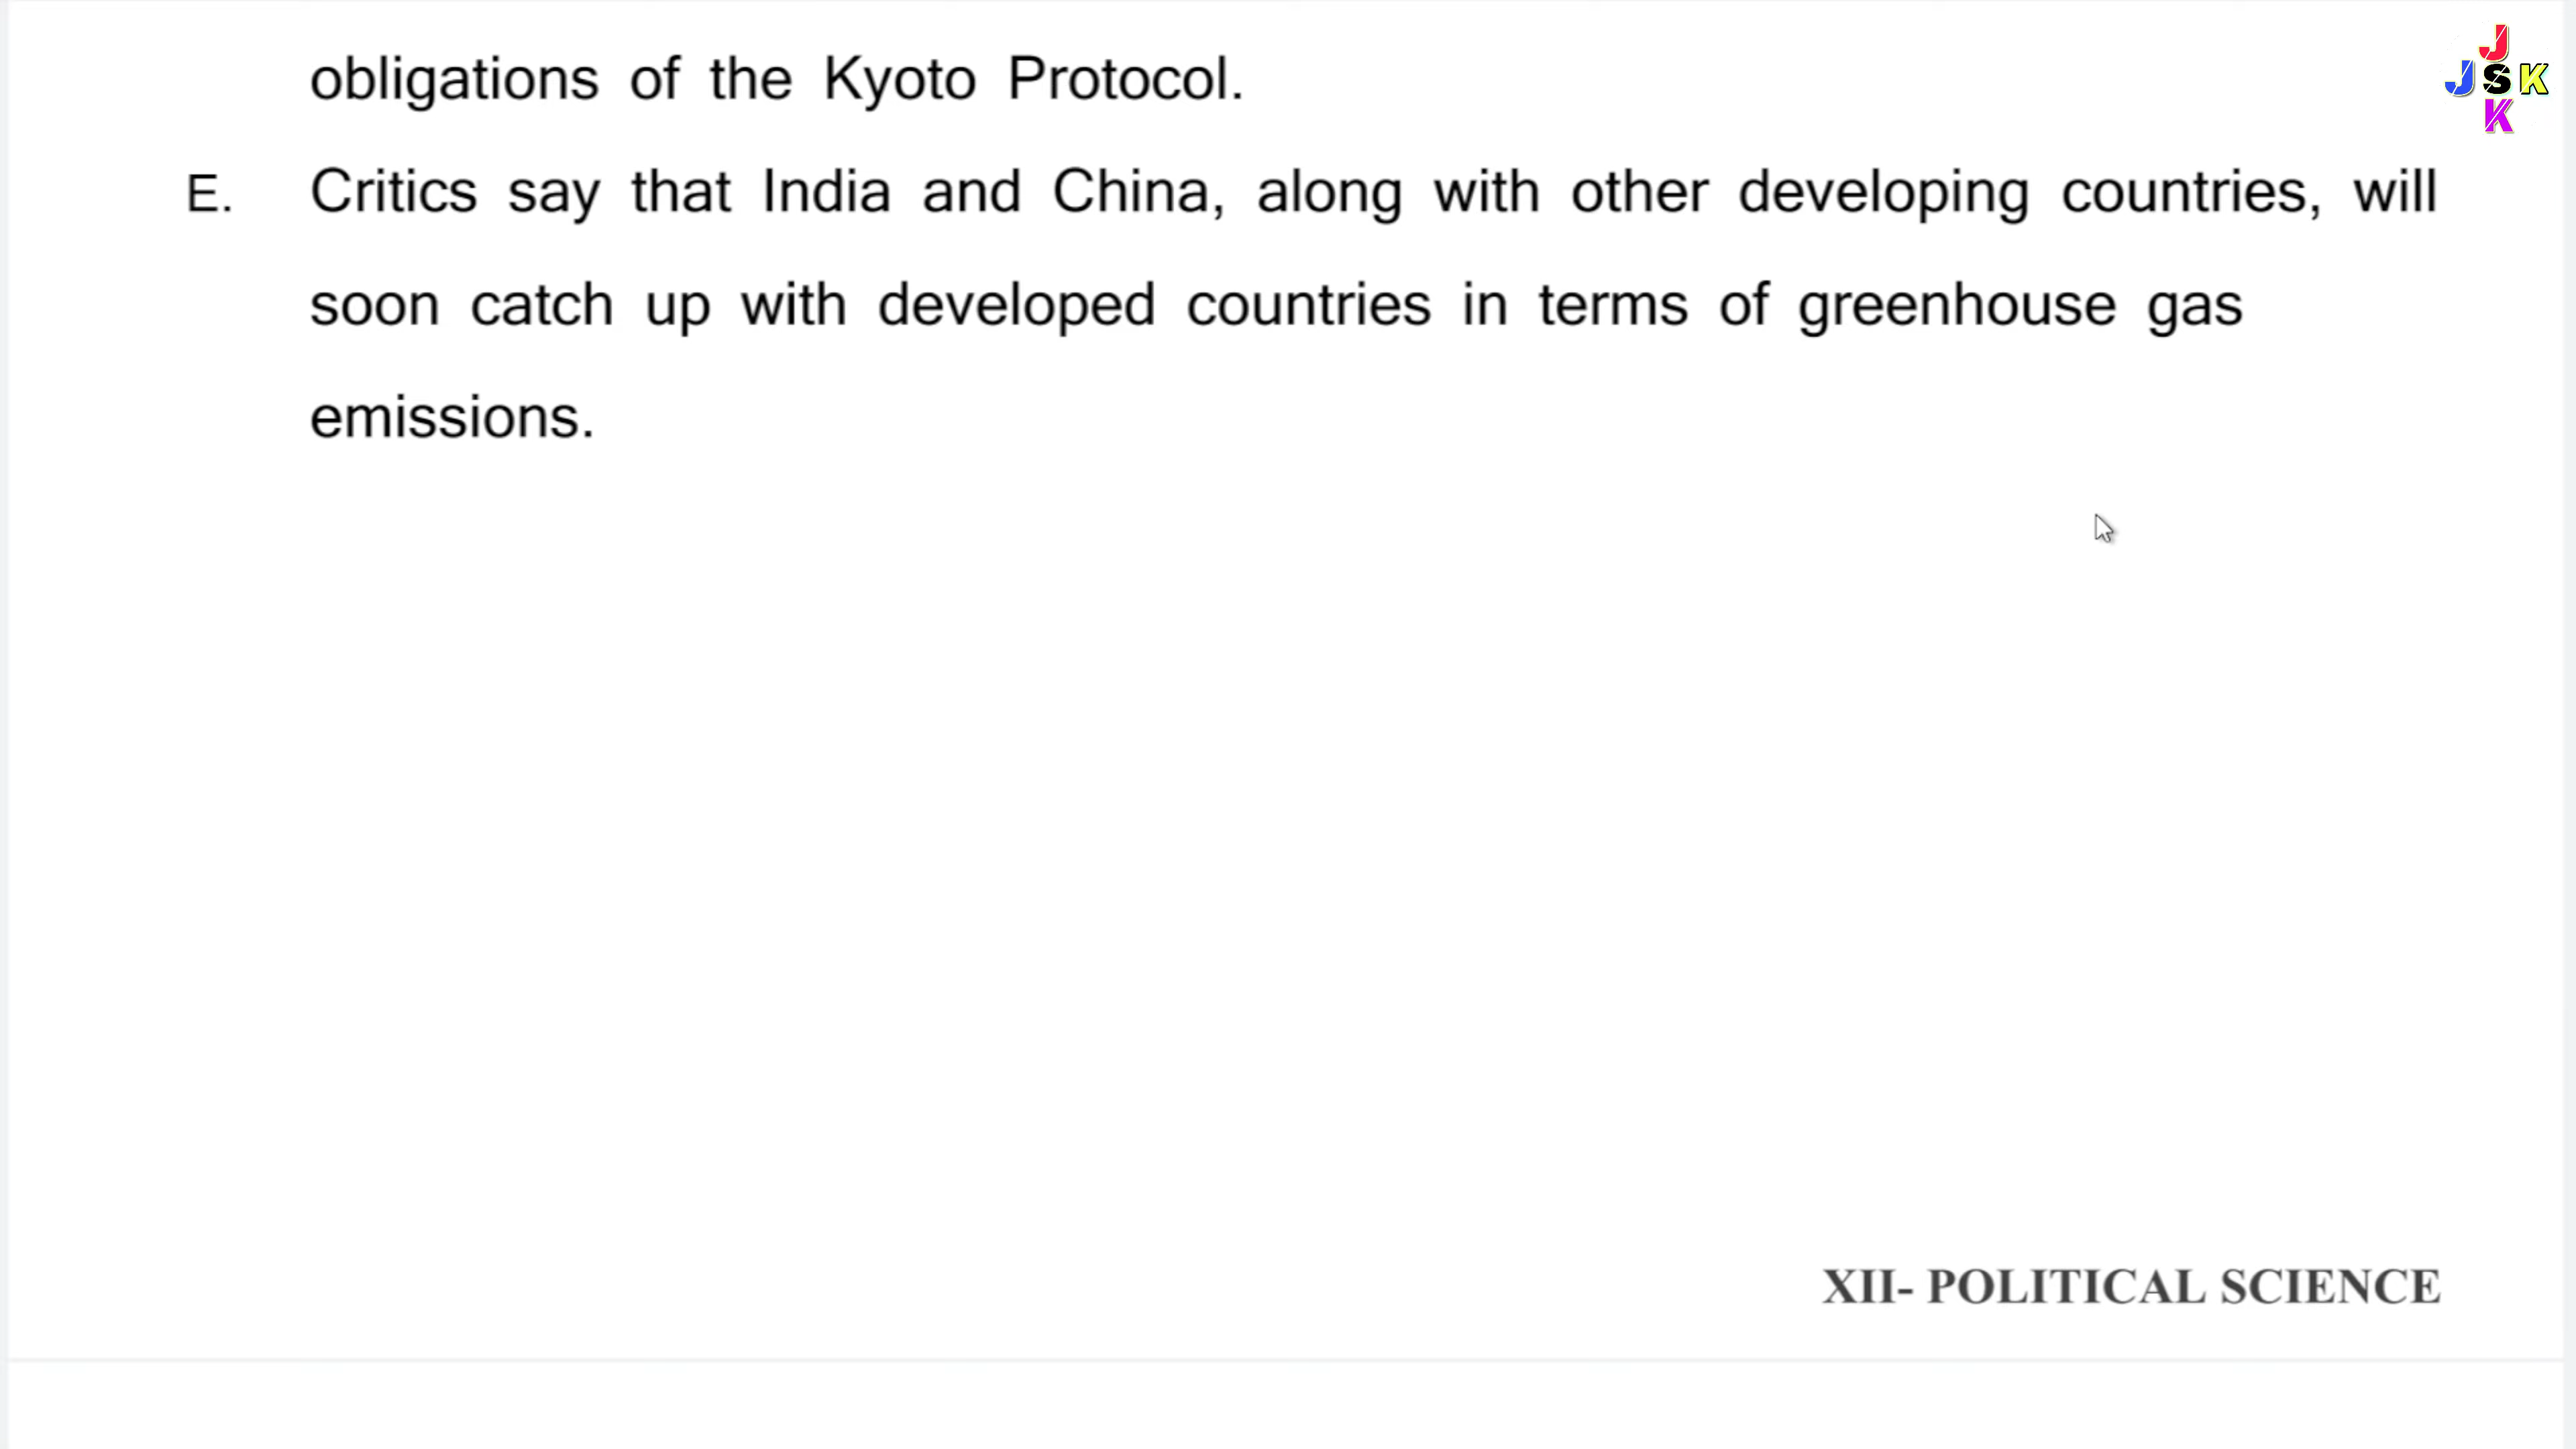 obligations of the Kyoto Protocol.
J
JSK
K
E. Critics say that India and China, along with other developing countries, will
soon catch up with developed countries in terms of greenhouse gas
emissions.
XII- POLITICAL SCIENCE